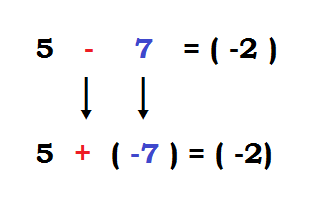 5 - 7 = ( -2 )
5 + ( -7 ) = ( -2)